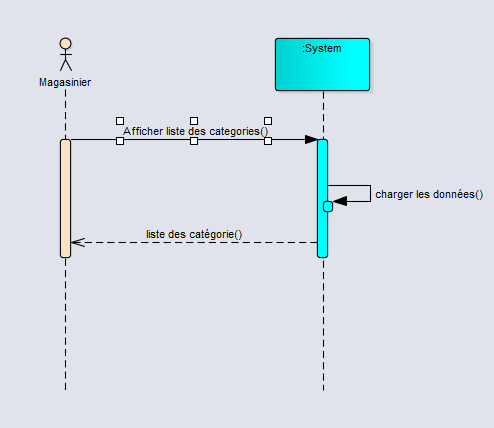 :System
Magasinier
Afficher liste des categories()
charger les données()
liste des catégorie()